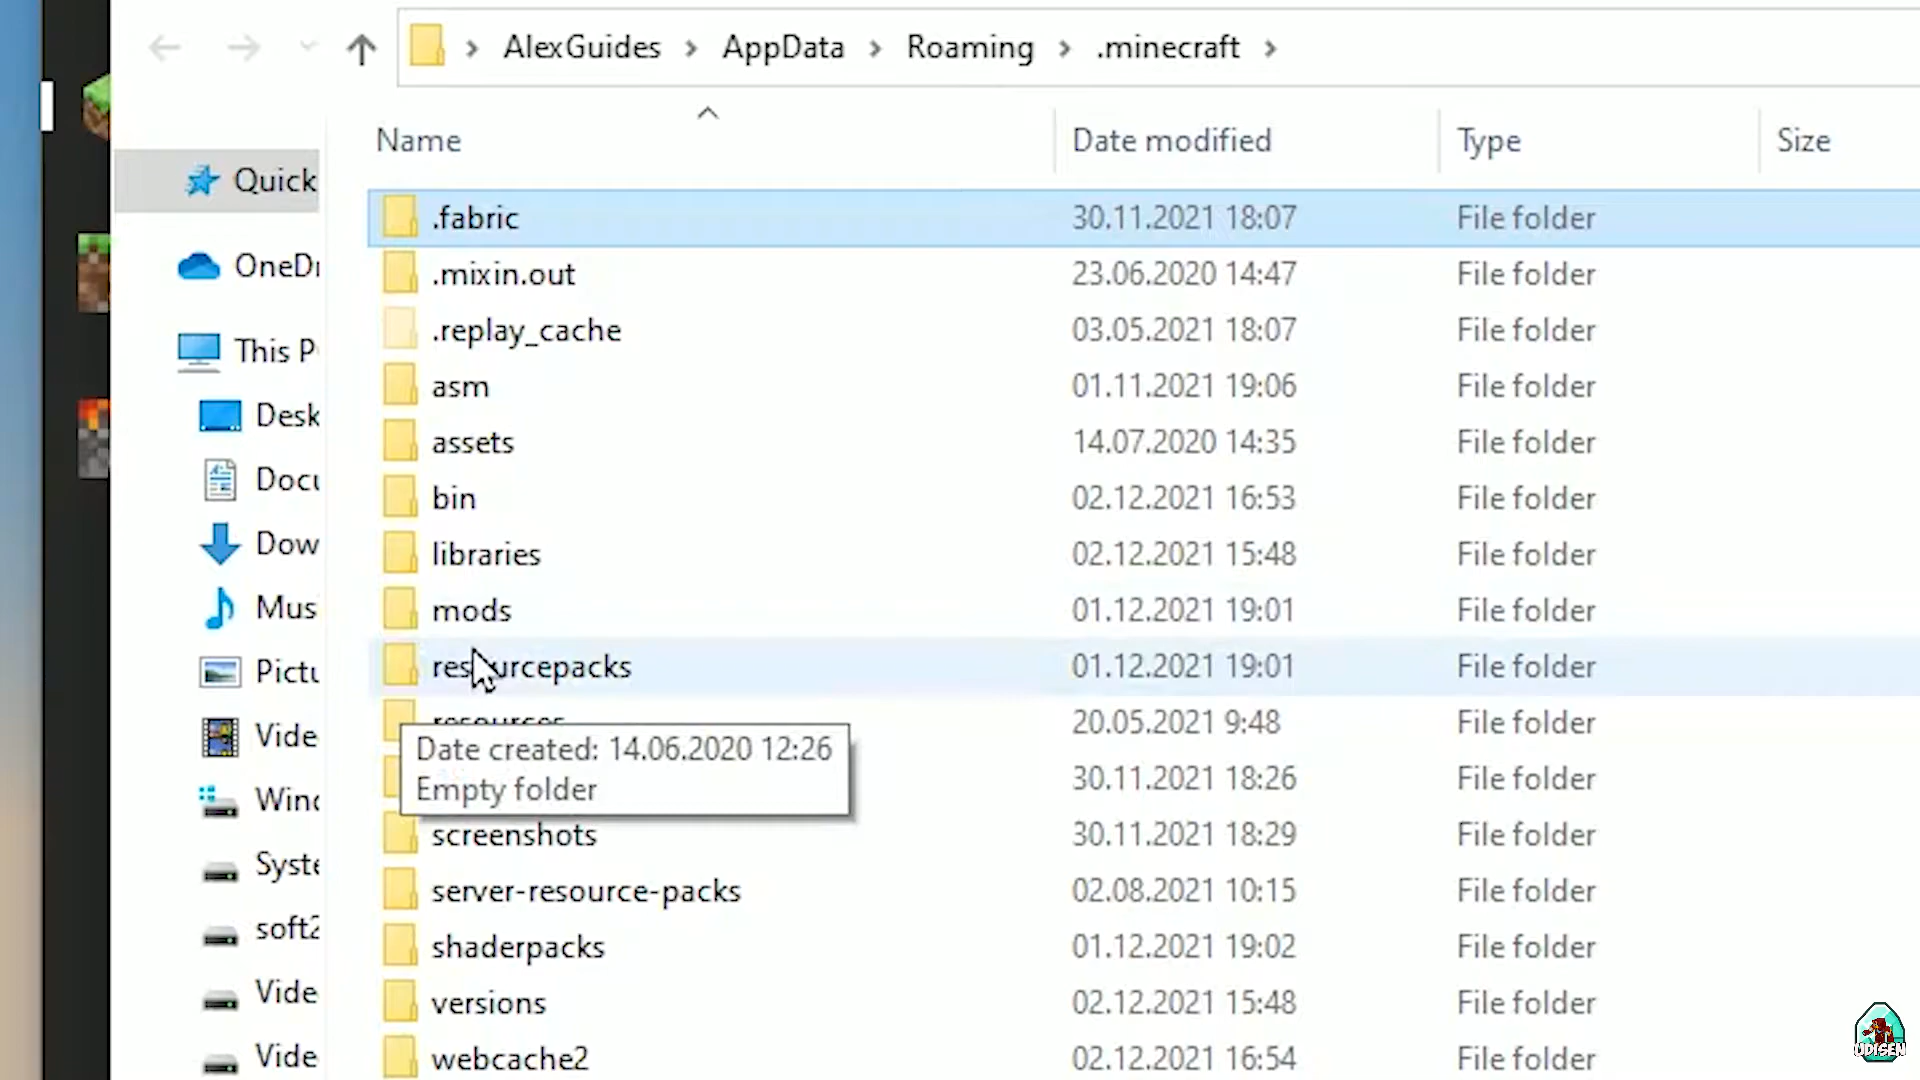 AlexGuides > AppData > Roaming > .minecraft >
Name Date modified Type Size
Quick
OneDr
This P
Desk
Docu
Dow
Mus
Pictu
Vide
Wind
Syste
soft2
Vide
Vide
.fabric 30.11.2021 18:07 File folder
.mixin.out 23.06.2020 14:47 File folder
.replay_cache 03.05.2021 18:07 File folder
asm 01.11.2021 19:06 File folder
assets 14.07.2020 14:35 File folder
bin 02.12.2021 16:53 File folder
libraries 02.12.2021 15:48 File folder
mods 01.12.2021 19:01 File folder
resourcepacks 01.12.2021 19:01 File folder
resources 20.05.2021 9:48 File folder
Date created: 14.06.2020 12:26
Empty folder
30.11.2021 18:26 File folder
screenshots 30.11.2021 18:29 File folder
server-resource-packs 02.08.2021 10:15 File folder
shaderpacks 01.12.2021 19:02 File folder
versions 02.12.2021 15:48 File folder
webcache2 02.12.2021 16:54 File folder
UDISEN